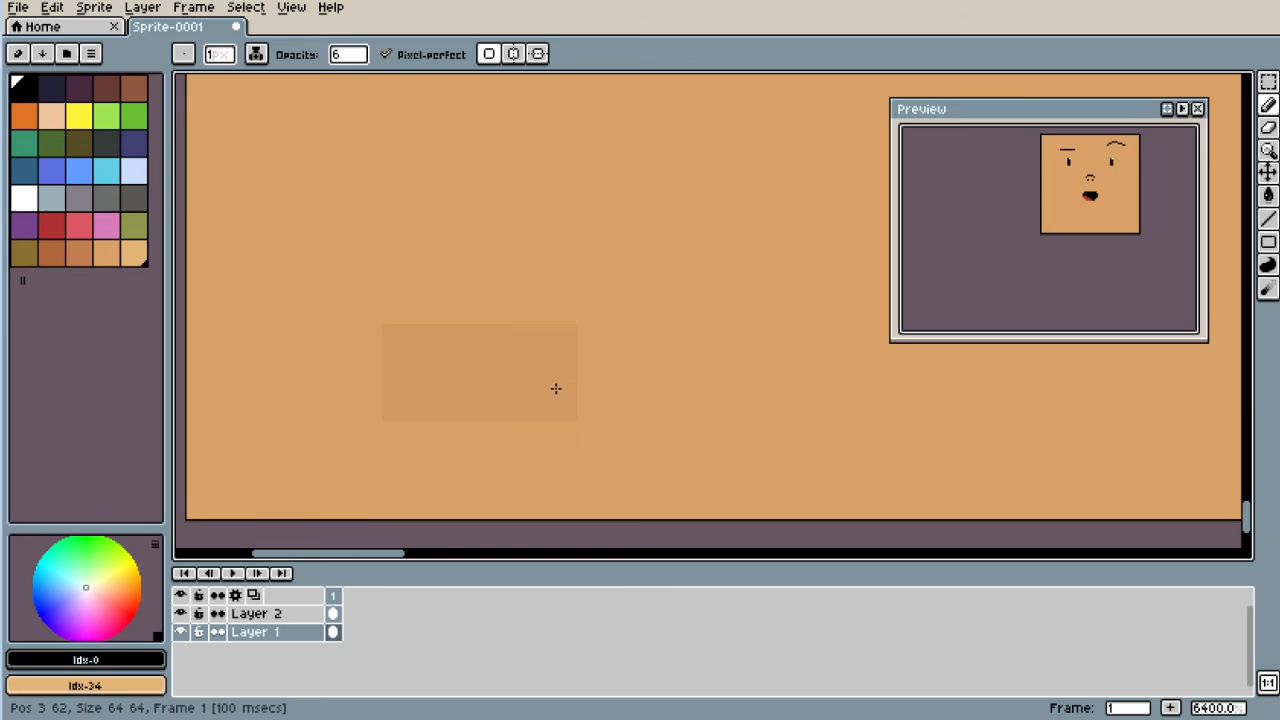 File Edit Sprite Layer Frame Select View Help
Home Sprite-0001
1px Opacity: 6 Pixel-perfect
Preview
1
Layer 2
Layer 1
Idx-0
Idx-34
1:1
Pos 3 62, Size 64 64, Frame 1 [100 msecs] Frame: 1 + 6400.0